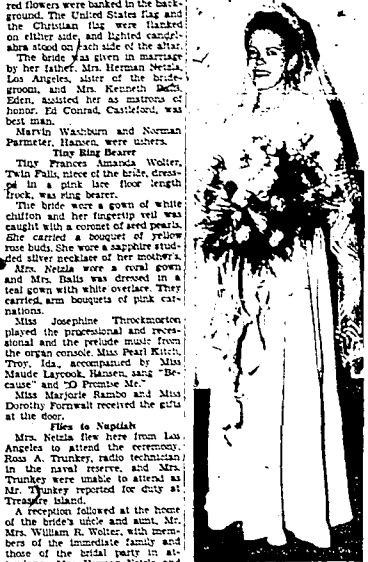 red flowers were banked in the back-
ground. The United States flag and
the Christian flag were flanked
on either side and lighted candel-
abra stood on each side of the altar.
The bride was given in marriage
by her father. Mrs. Herman Netzla,
Los Angeles, sister of the bride-
groom, and Mrs. Kenneth
Eden, assisted her as matrons of
honor. Ed Conrad, Castleford, was
best man.
Marvin Washburn and Norman
Parmeter, Hansen, were ushers.
Tiny Ring Bearer
Tiny Frances Amanda Wolter,
Twin Falls, niece of the bride, dress-
ed in a pink lace floor length
frock, was ring bearer.
The bride wore a gown of white
chiffon and her fingertip veil was
caught with a coronet of seed pearls.
She carried a bouquet of yellow
rose buds. She wore a sapphire stud-
ded silver necklace of her mother's.
Mrs. Netzla wore a coral gown
and Mrs. Balis was dressed in a
teal gown with white overlace. They
carried arm bouquets of pink car-
nations.
Miss Josephine Throckmorton
played the processional and reces-
sional and the prelude music from
the organ console. Miss Pearl Kitch,
Troy, Ida., accompanied by Miss
Maude Laycook, Hansen, sang "Be-
cause" and "O Promise Me."
Miss Marjorie Rambo and Miss
Dorothy Fornwalt received the gifts
at the door.
Flies to Nuptials
Mrs. Netzla flew here from Los
Angeles to attend the ceremony.
Ross A. Trunkey, radio technician
in the naval reserve, and Mrs.
Trunkey were unable to attend as
Mr. Trunkey reported for duty at
Treasure Island.
A reception followed at the home
of the bride's uncle and aunt, Mr.
Mrs. William R. Wolter, with mem-
bers of the immediate family and
those of the bridal party in at-